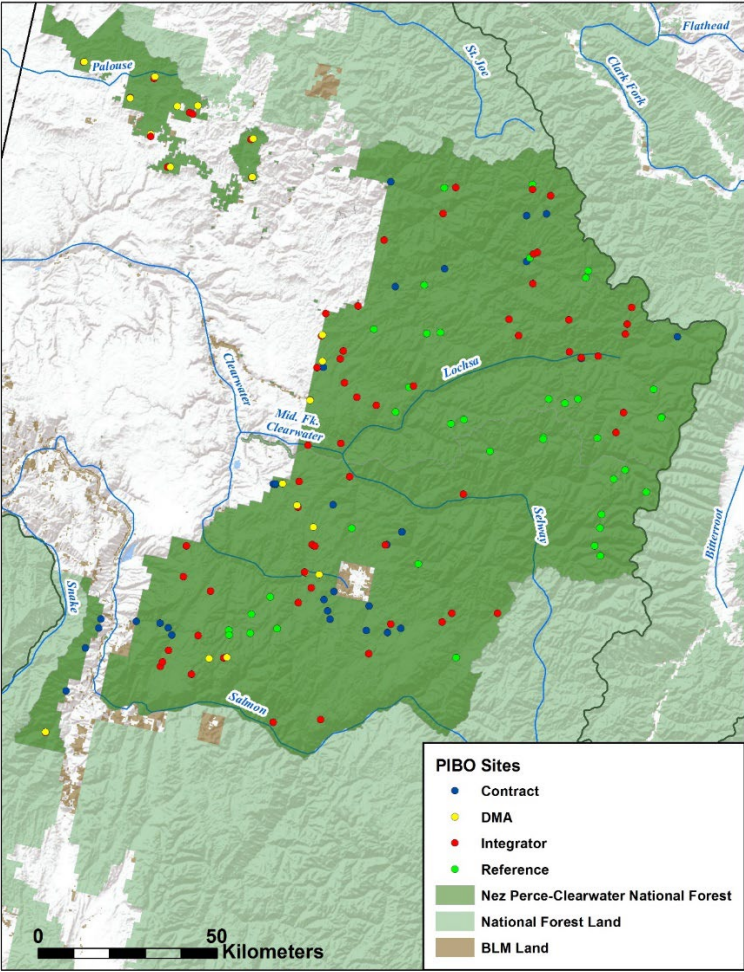 Flathead
St. Joe
Palouse
Clark Fork
Lochsa
Clearwater
Mid. Fk.
Clearwater
Selway
Bitterroot
Snake
Salmon
PIBO Sites
Contract
DMA
Integrator
Reference
Nez Perce-Clearwater National Forest
National Forest Land
BLM Land
0 50
Kilometers